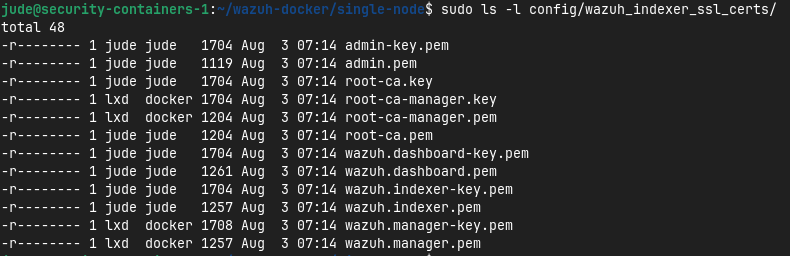 jude@security-containers-1:~/wazuh-docker/single-node$ sudo ls -l config/wazuh_indexer_ssl_certs/
total 48
-r-------- 1 jude jude   1704 Aug  3 07:14 admin-key.pem
-r-------- 1 jude jude   1119 Aug  3 07:14 admin.pem
-r-------- 1 jude jude   1704 Aug  3 07:14 root-ca.key
-r-------- 1 lxd  docker 1704 Aug  3 07:14 root-ca-manager.key
-r-------- 1 lxd  docker 1204 Aug  3 07:14 root-ca-manager.pem
-r-------- 1 jude jude   1204 Aug  3 07:14 root-ca.pem
-r-------- 1 jude jude   1704 Aug  3 07:14 wazuh.dashboard-key.pem
-r-------- 1 jude jude   1261 Aug  3 07:14 wazuh.dashboard.pem
-r-------- 1 jude jude   1704 Aug  3 07:14 wazuh.indexer-key.pem
-r-------- 1 jude jude   1257 Aug  3 07:14 wazuh.indexer.pem
-r-------- 1 lxd  docker 1708 Aug  3 07:14 wazuh.manager-key.pem
-r-------- 1 lxd  docker 1257 Aug  3 07:14 wazuh.manager.pem